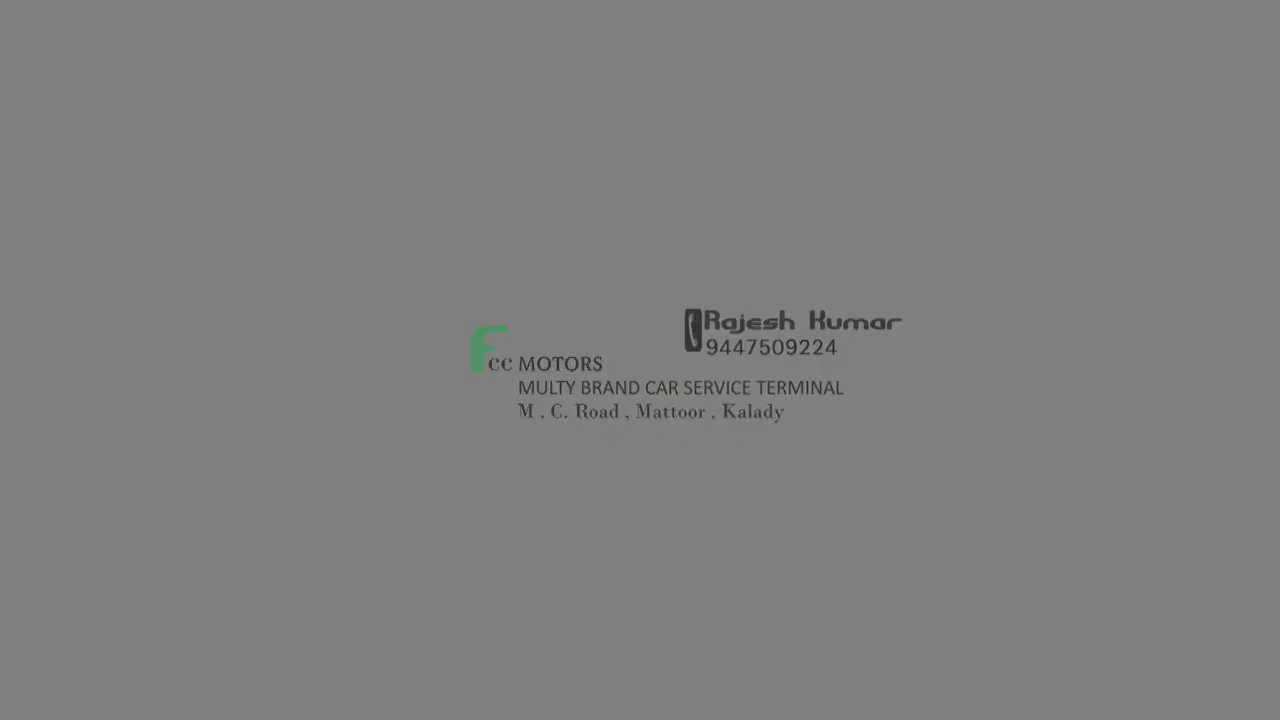 Rajesh Kumar
9447509224
Fcc MOTORS
MULTY BRAND CAR SERVICE TERMINAL
M . C. Road , Mattoor , Kalady